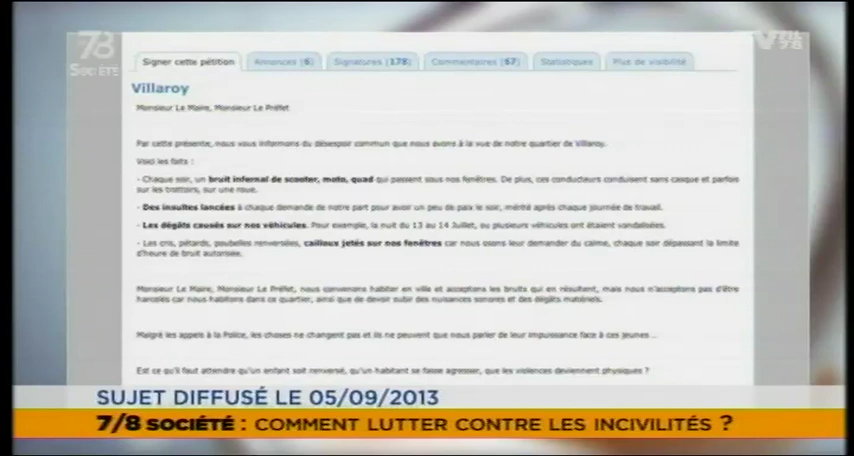 78
SOCIÉTÉ
TV FIL 78
Signer cette pétition Annonces (6) Signatures (178) Commentaires (67) Statistiques Plus de visibilité
Villaroy
Monsieur Le Maire, Monsieur Le Préfet
Par cette présente, nous vous informons du désespoir commun que nous avons à la vue de notre quartier de Villaroy.
Voici les faits :
- Chaque soir, un bruit infernal de scooter, moto, quad qui passent sous nos fenêtres. De plus, ces conducteurs conduisent sans casque et parfois
sur les trottoirs, sur une roue.
- Des insultes lancées à chaque demande de notre part pour avoir un peu de paix le soir, mérité après chaque journée de travail.
- Les dégâts causés sur nos véhicules. Pour exemple, la nuit du 13 au 14 Juillet, ou plusieurs véhicules ont étaient vandalisées.
- Les cris, pétards, poubelles renversées, cailloux jetés sur nos fenêtres car nous osons leur demander du calme, chaque soir dépassant la limite
d'heure de bruit autorisée.
Monsieur Le Maire, Monsieur Le Préfet, nous convenons habiter en ville et acceptons les bruits qui en résultent, mais nous n'acceptons pas d'être
harcelés car nous habitons dans ce quartier, ainsi que de devoir subir des nuisances sonores et des dégâts matériels.
Malgré les appels à la Police, les choses ne changent pas et ils ne peuvent que nous parler de leur impuissance face à ces jeunes ..
Est ce qu'il faut attendre qu'un enfant soit renversé, qu'un habitant se fasse agresser, que les violences deviennent physiques ?
SUJET DIFFUSÉ LE 05/09/2013
7/8 SOCIÉTÉ : COMMENT LUTTER CONTRE LES INCIVILITÉS ?